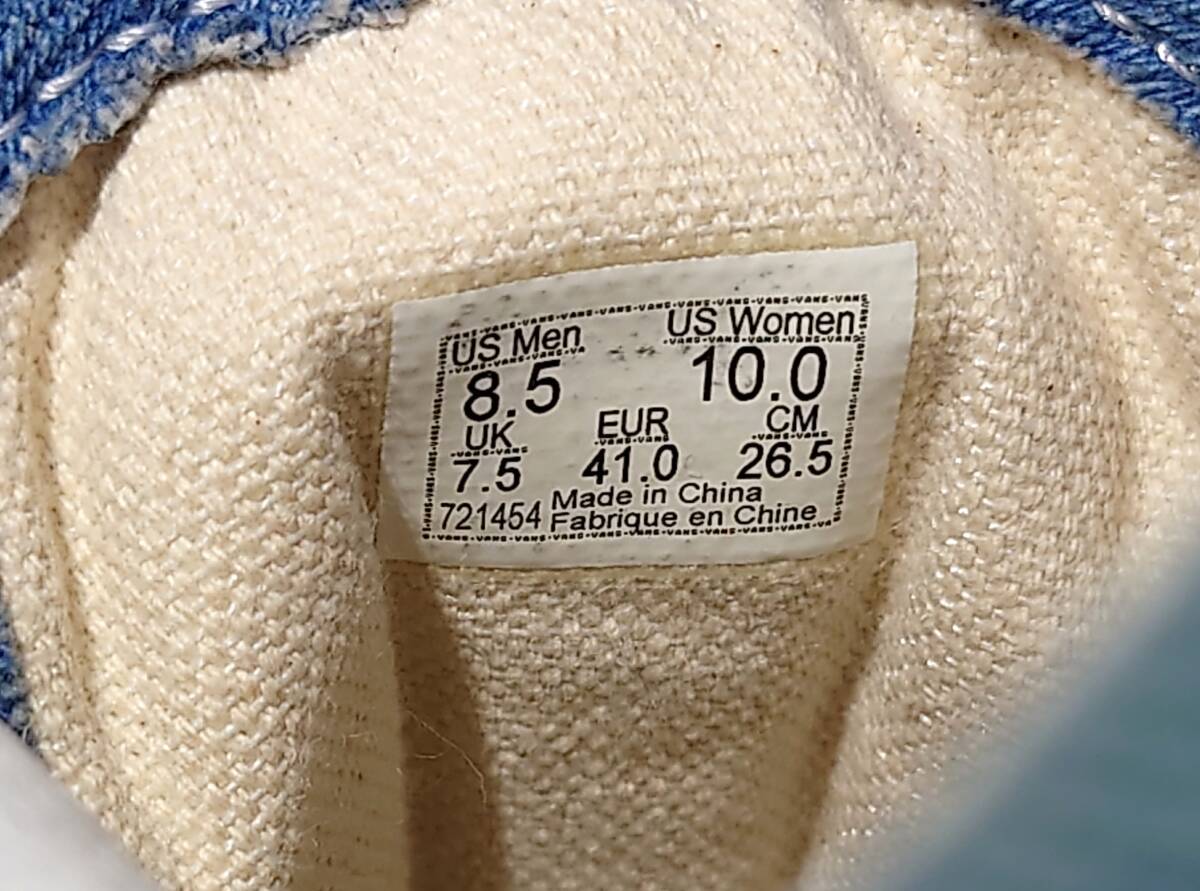 US Men US Women
8.5 10.0
UK EUR CM
7.5 41.0 26.5
721454 Made in China
Fabrique en Chine